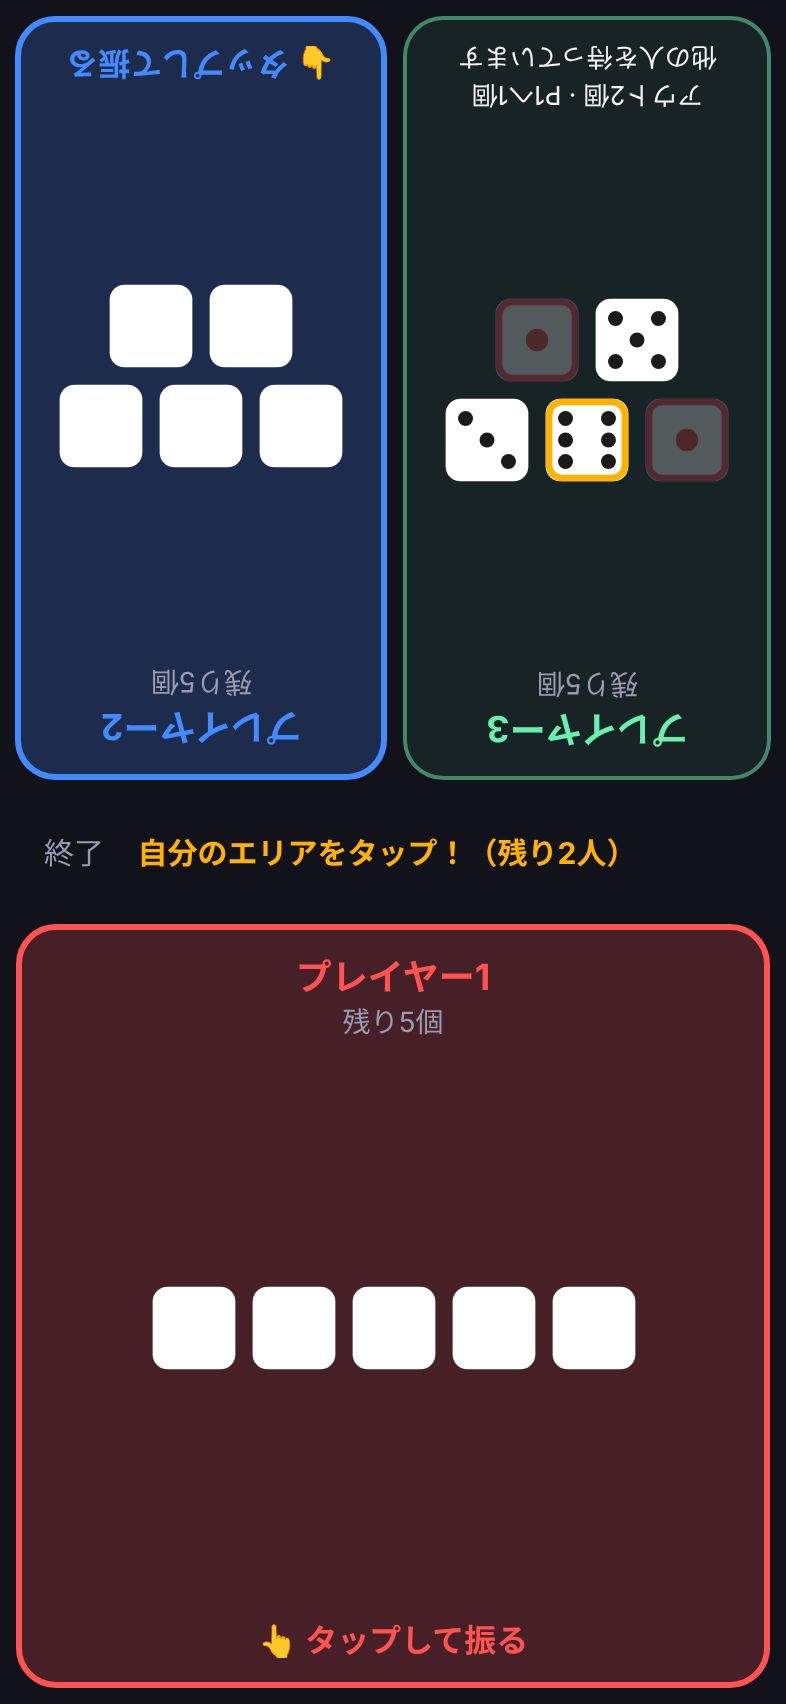 👆 タップして振る
残り5個
プレイヤー2
他の人を待っています
アウト2個 · P1へ1個
残り5個
プレイヤー3
終了 自分のエリアをタップ！（残り2人）
プレイヤー1
残り5個
👆 タップして振る